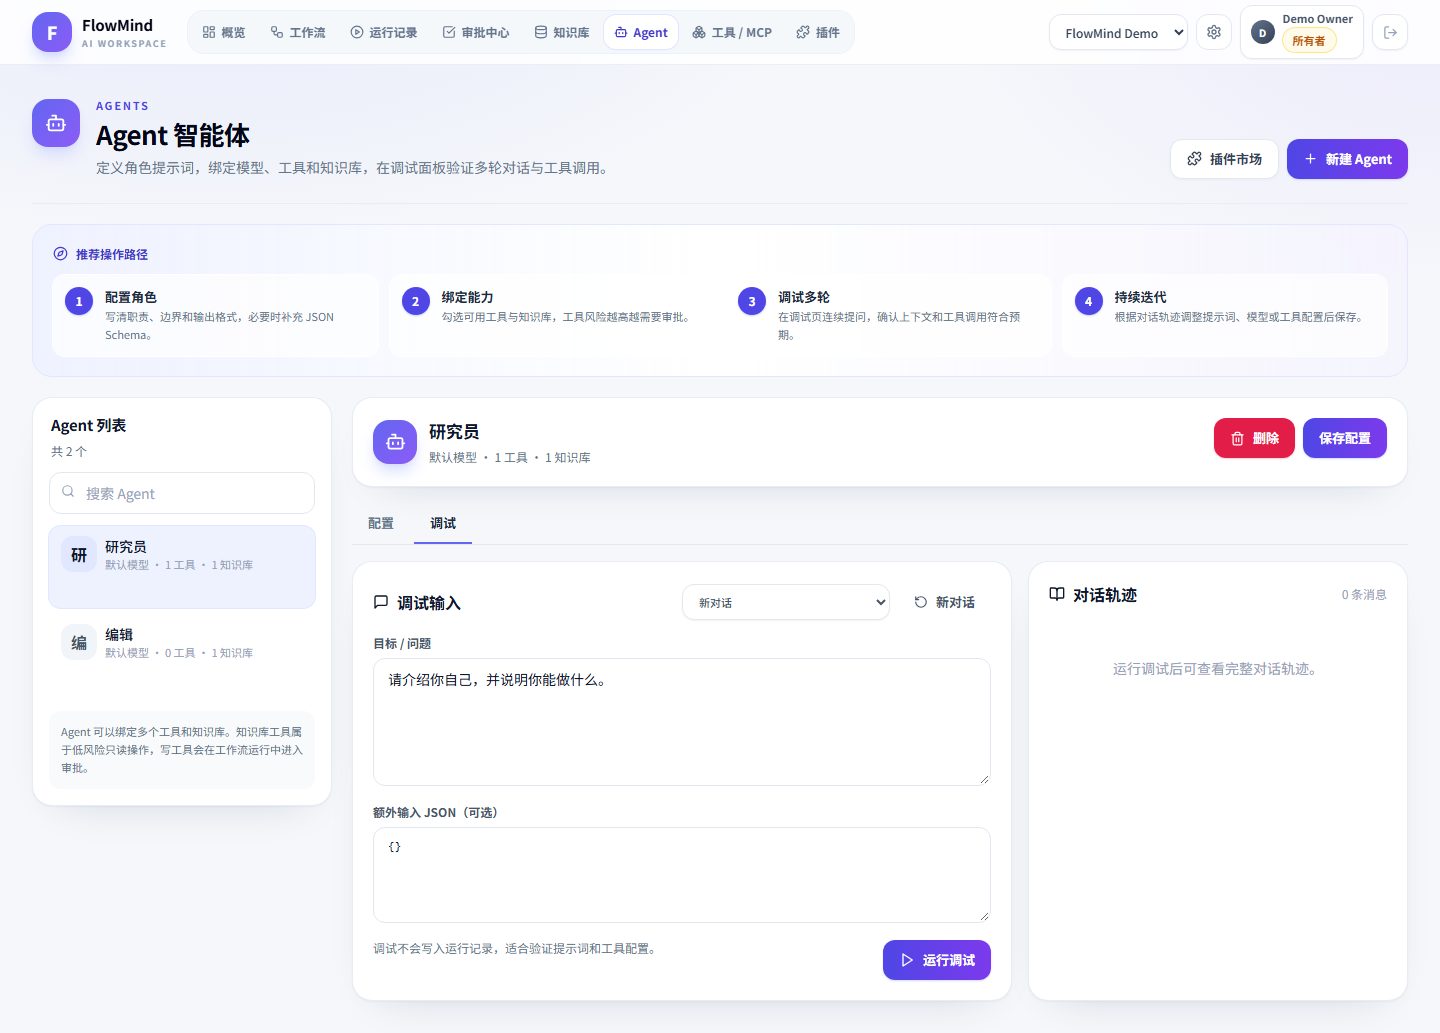 F
FlowMind
AI WORKSPACE
概览
工作流
运行记录
审批中心
知识库
Agent
工具 / MCP
插件
FlowMind Demo
D
Demo Owner
所有者
AGENTS
Agent 智能体
定义角色提示词，绑定模型、工具和知识库，在调试面板验证多轮对话与工具调用。
插件市场
新建 Agent
推荐操作路径
1
配置角色
写清职责、边界和输出格式，必要时补充 JSON
Schema。
2
绑定能力
勾选可用工具与知识库，工具风险越高越需要审批。
3
调试多轮
在调试页连续提问，确认上下文和工具调用符合预
期。
4
持续迭代
根据对话轨迹调整提示词、模型或工具配置后保存。
Agent 列表
共 2 个
搜索 Agent
研
研究员
默认模型 · 1 工具 · 1 知识库
编
编辑
默认模型 · 0 工具 · 1 知识库
Agent 可以绑定多个工具和知识库。知识库工具属
于低风险只读操作，写工具会在工作流运行中进入
审批。
研究员
默认模型 · 1 工具 · 1 知识库
删除
保存配置
配置
调试
调试输入
新对话
新对话
目标 / 问题
请介绍你自己，并说明你能做什么。
额外输入 JSON（可选）
{}
调试不会写入运行记录，适合验证提示词和工具配置。
运行调试
对话轨迹
0 条消息
运行调试后可查看完整对话轨迹。